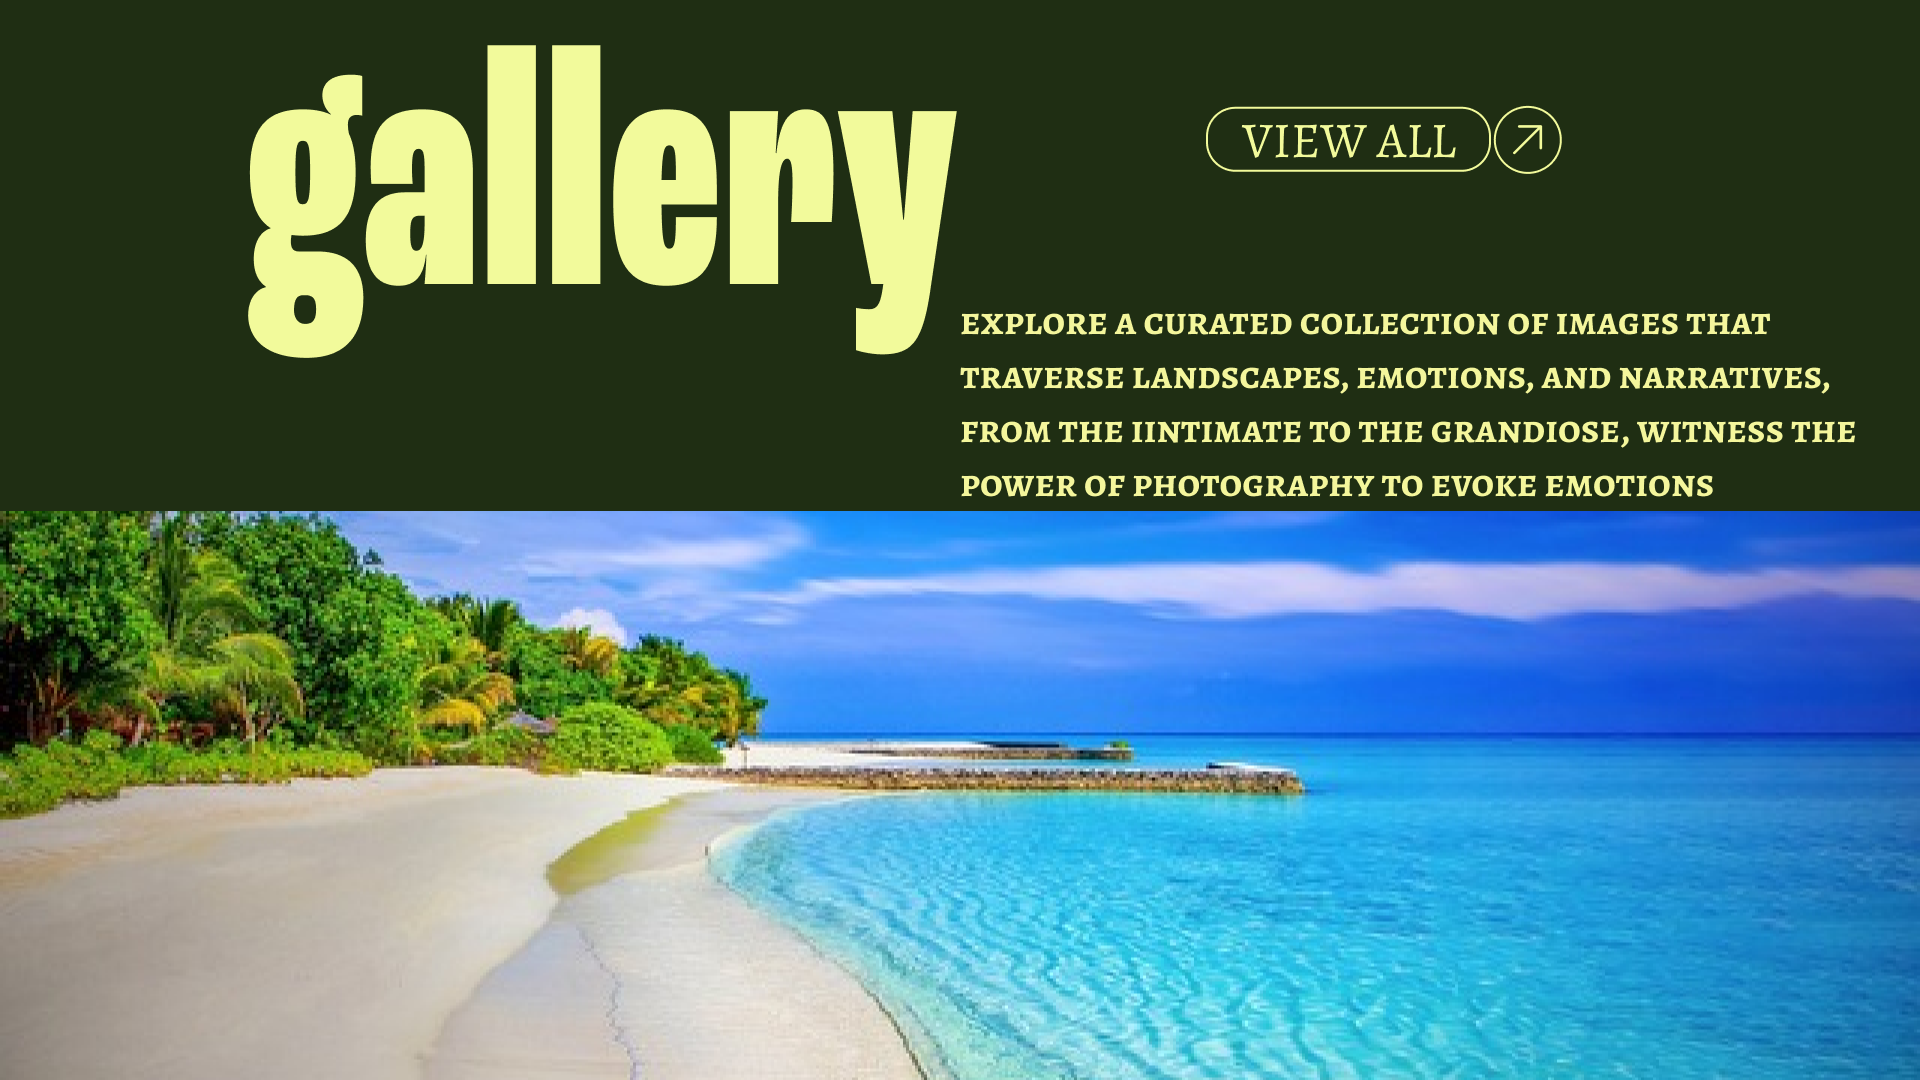 gallery
VIEW ALL
EXPLORE A CURATED COLLECTION OF IMAGES THAT
TRAVERSE LANDSCAPES, EMOTIONS, AND NARRATIVES,
FROM THE IINTIMATE TO THE GRANDIOSE, WITNESS THE
POWER OF PHOTOGRAPHY TO EVOKE EMOTIONS